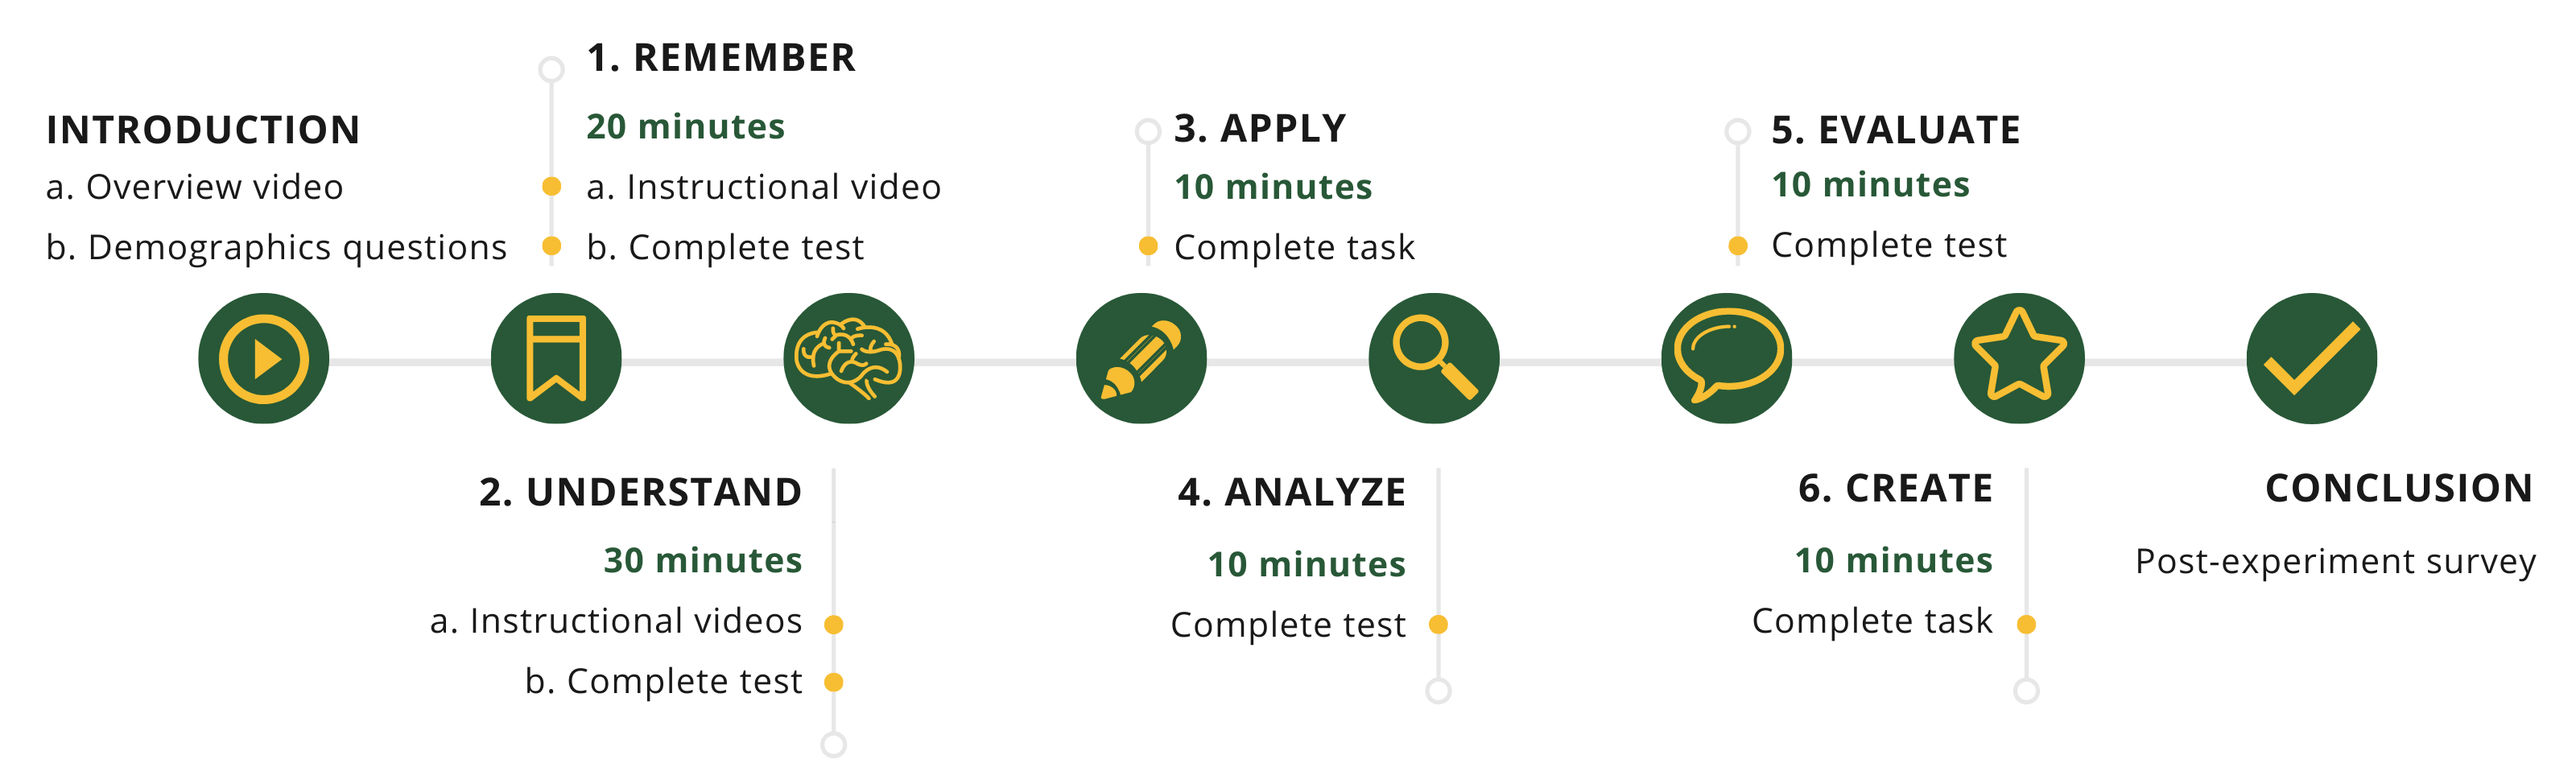 INTRODUCTION
a. Overview video
b. Demographics questions
1. REMEMBER
20 minutes
a. Instructional video
b. Complete test
2. UNDERSTAND
30 minutes
a. Instructional videos
b. Complete test
3. APPLY
10 minutes
Complete task
4. ANALYZE
10 minutes
Complete test
5. EVALUATE
10 minutes
Complete test
6. CREATE
10 minutes
Complete task
CONCLUSION
Post-experiment survey